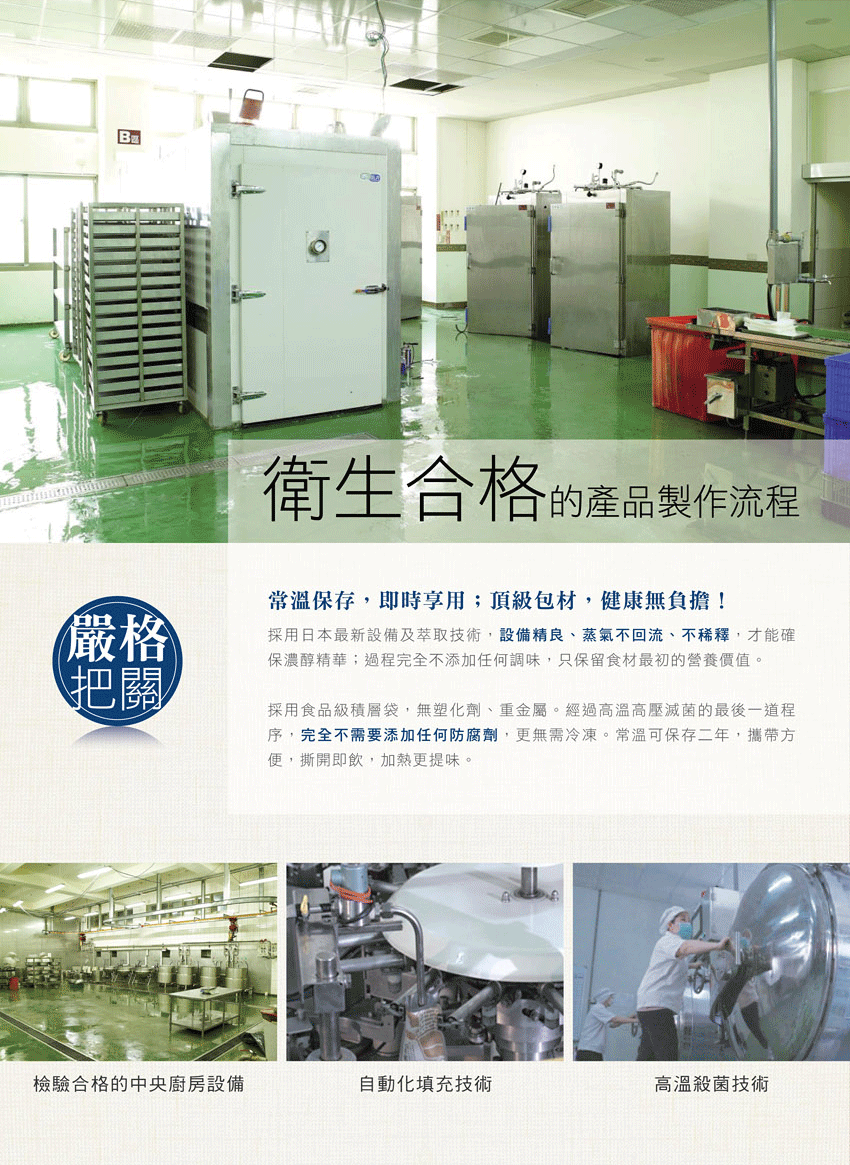 B區
衛生合格的產品製作流程
嚴格
把關
常溫保存，即時享用；頂級包材，健康無負擔！
採用日本最新設備及萃取技術，設備精良、蒸氣不回流、不稀釋，才能確
保濃醇精華；過程完全不添加任何調味，只保留食材最初的營養價值。
採用食品級積層袋，無塑化劑、重金屬。經過高溫高壓滅菌的最後一道程
序，完全不需要添加任何防腐劑，更無需冷凍。常溫可保存二年，攜帶方
便，撕開即飲，加熱更提味。
檢驗合格的中央廚房設備
自動化填充技術
高溫殺菌技術